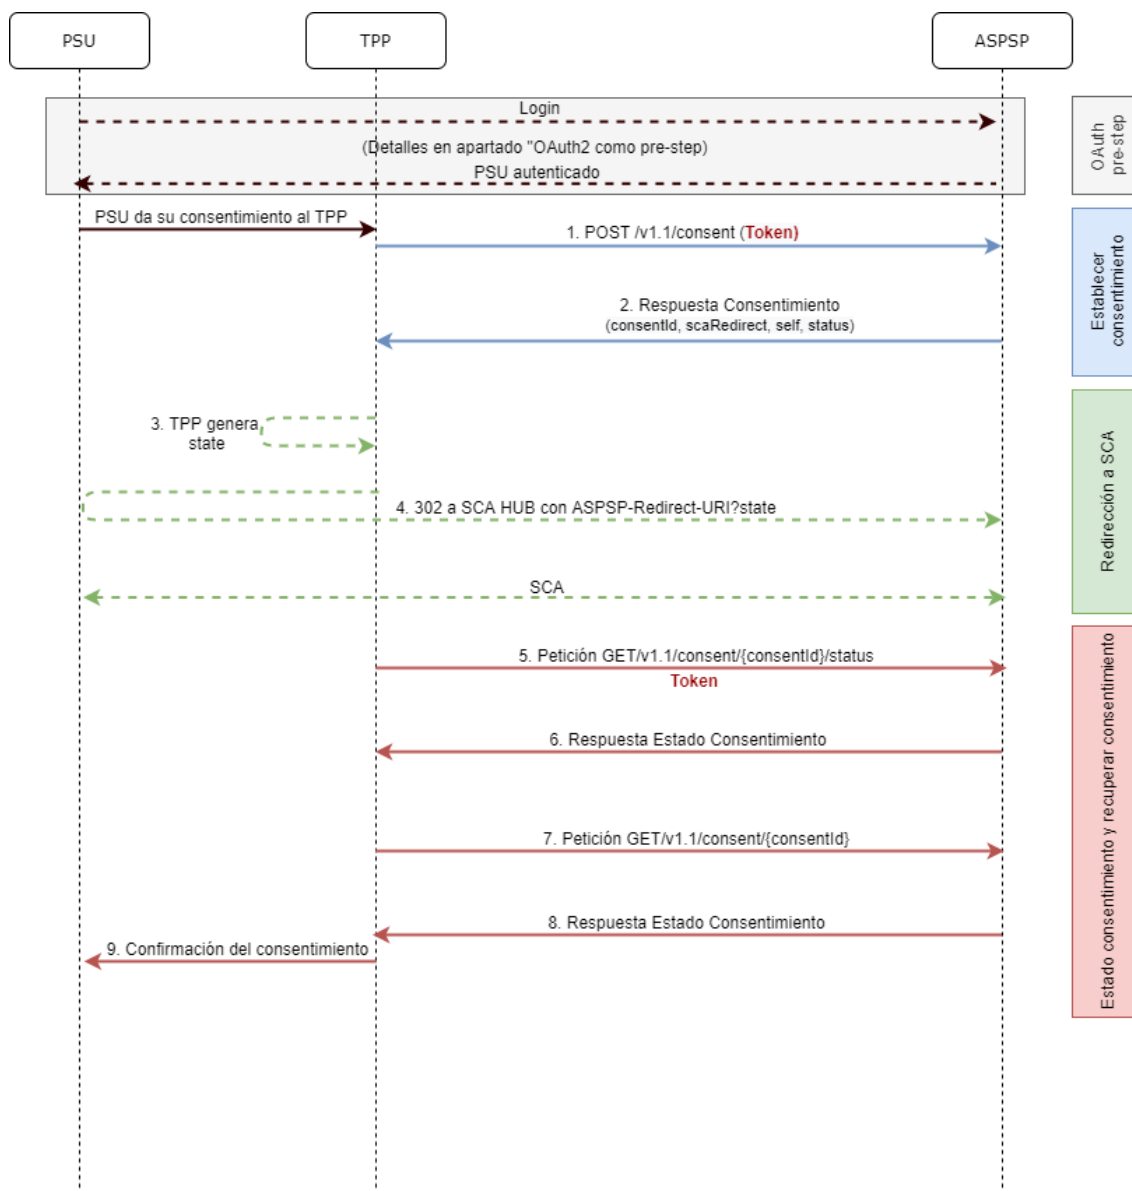 PSU
TPP
ASPSP
Login
(Detalles en apartado "OAuth2 como pre-step)
PSU autenticado
OAuth
pre-step
PSU da su consentimiento al TPP
1. POST /v1.1/consent (Token)
2. Respuesta Consentimiento
(consentId, scaRedirect, self, status)
Establecer
consentimiento
3. TPP genera
state
4. 302 a SCA HUB con ASPSP-Redirect-URI?state
SCA
Redirección a SCA
5. Petición GET/v1.1/consent/{consentId}/status
Token
6. Respuesta Estado Consentimiento
7. Petición GET/v1.1/consent/{consentId}
8. Respuesta Estado Consentimiento
9. Confirmación del consentimiento
Estado consentimiento y recuperar consentimiento